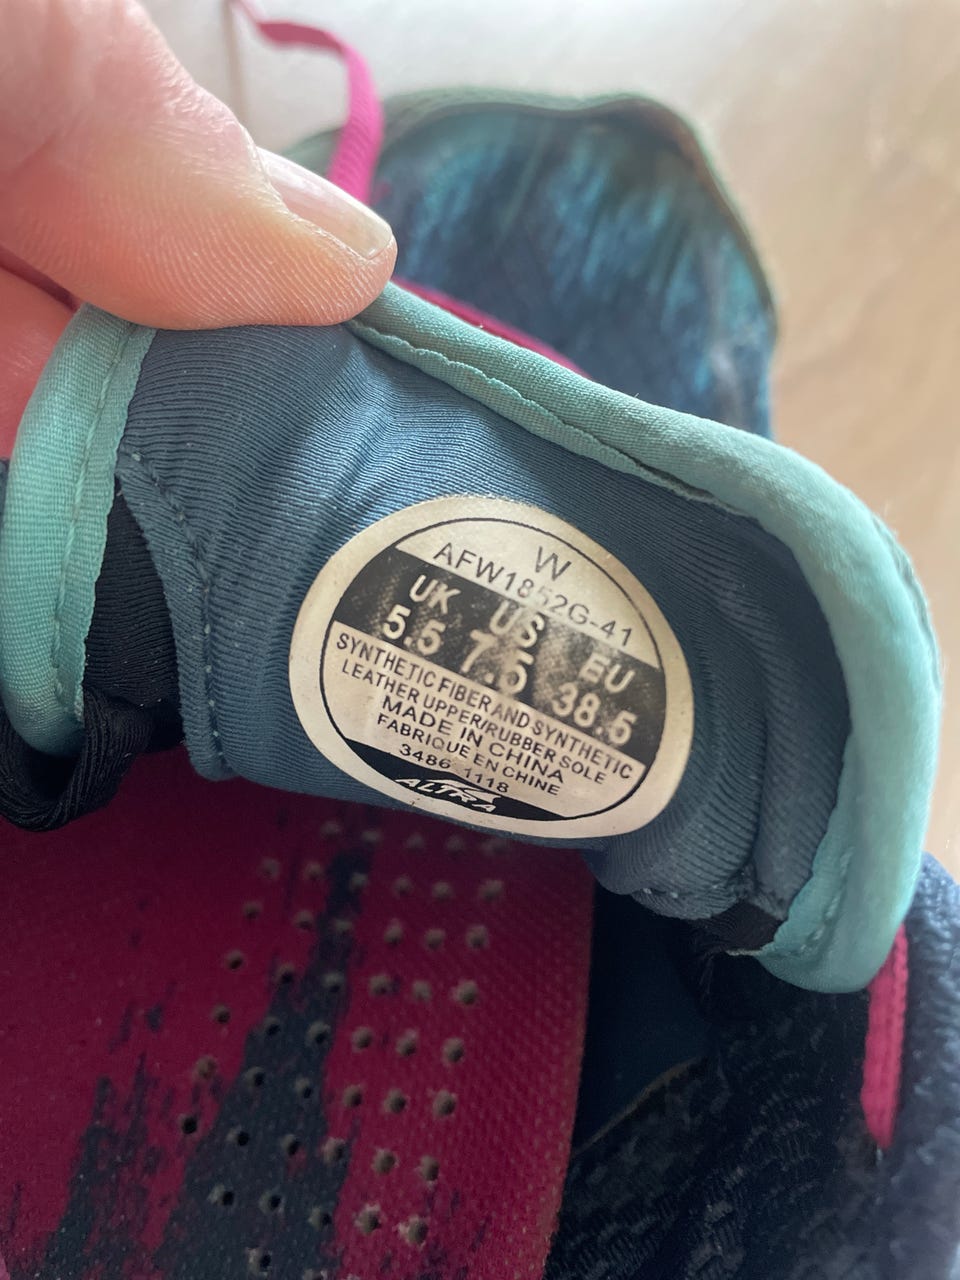 W
AFW1852G-41
UK US EU
5.5 7.5 38.5
SYNTHETIC FIBER AND SYNTHETIC
LEATHER UPPER/RUBBER SOLE
MADE IN CHINA
FABRIQUE EN CHINE
3486 1118
ALTRA